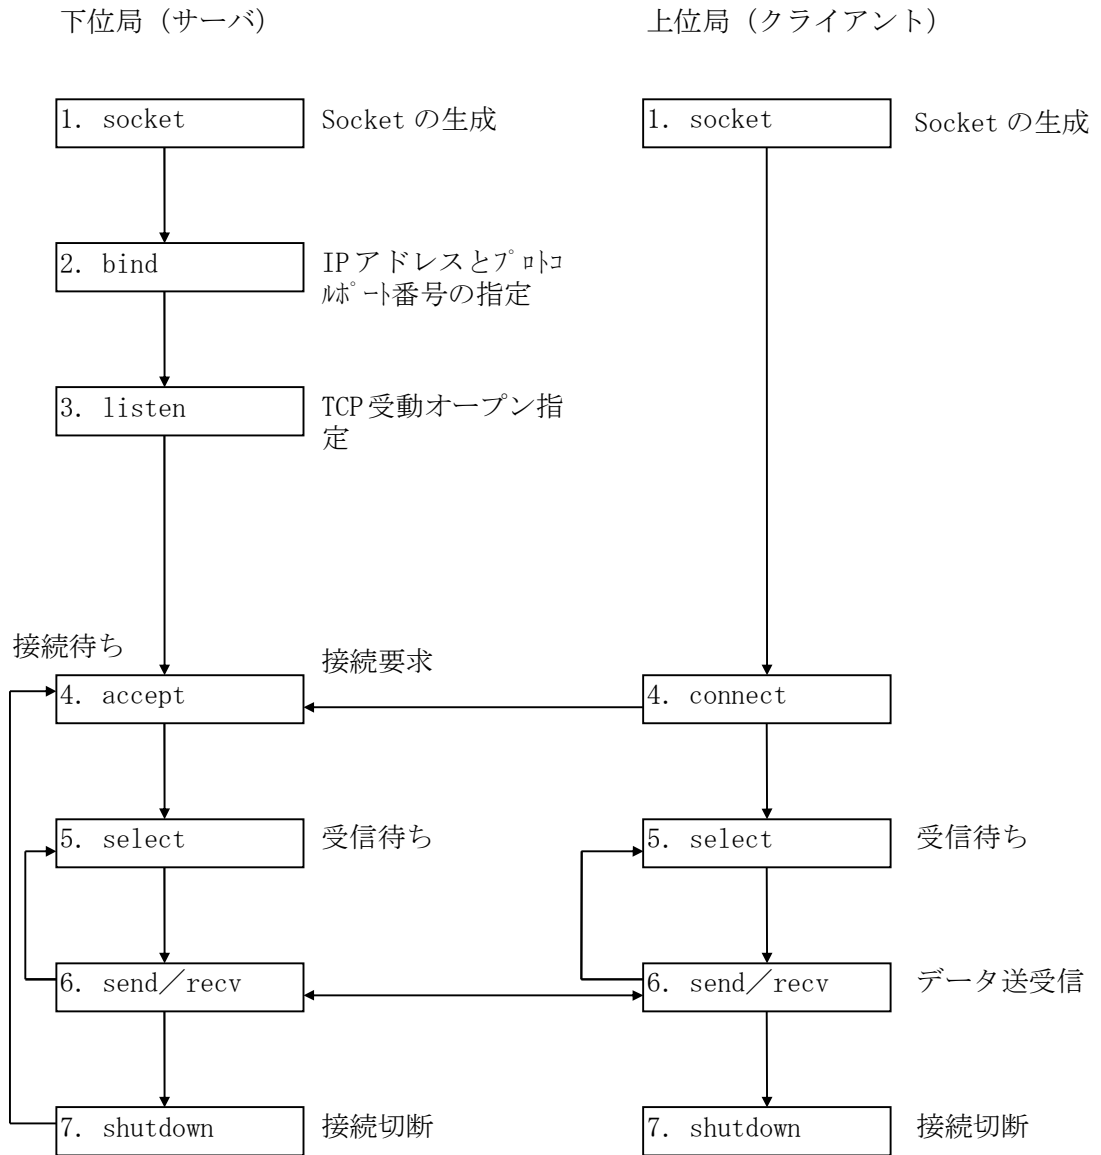 下位局（サーバ）
上位局（クライアント）
1. socket
Socket の生成
1. socket
Socket の生成
2. bind
IPアドレスとﾌﾟﾛﾄｺ
ﾙﾎﾟｰﾄ番号の指定
3. listen
TCP受動オープン指
定
接続待ち
接続要求
4. accept
4. connect
5. select
受信待ち
5. select
受信待ち
6. send／recv
6. send／recv
データ送受信
7. shutdown
接続切断
7. shutdown
接続切断